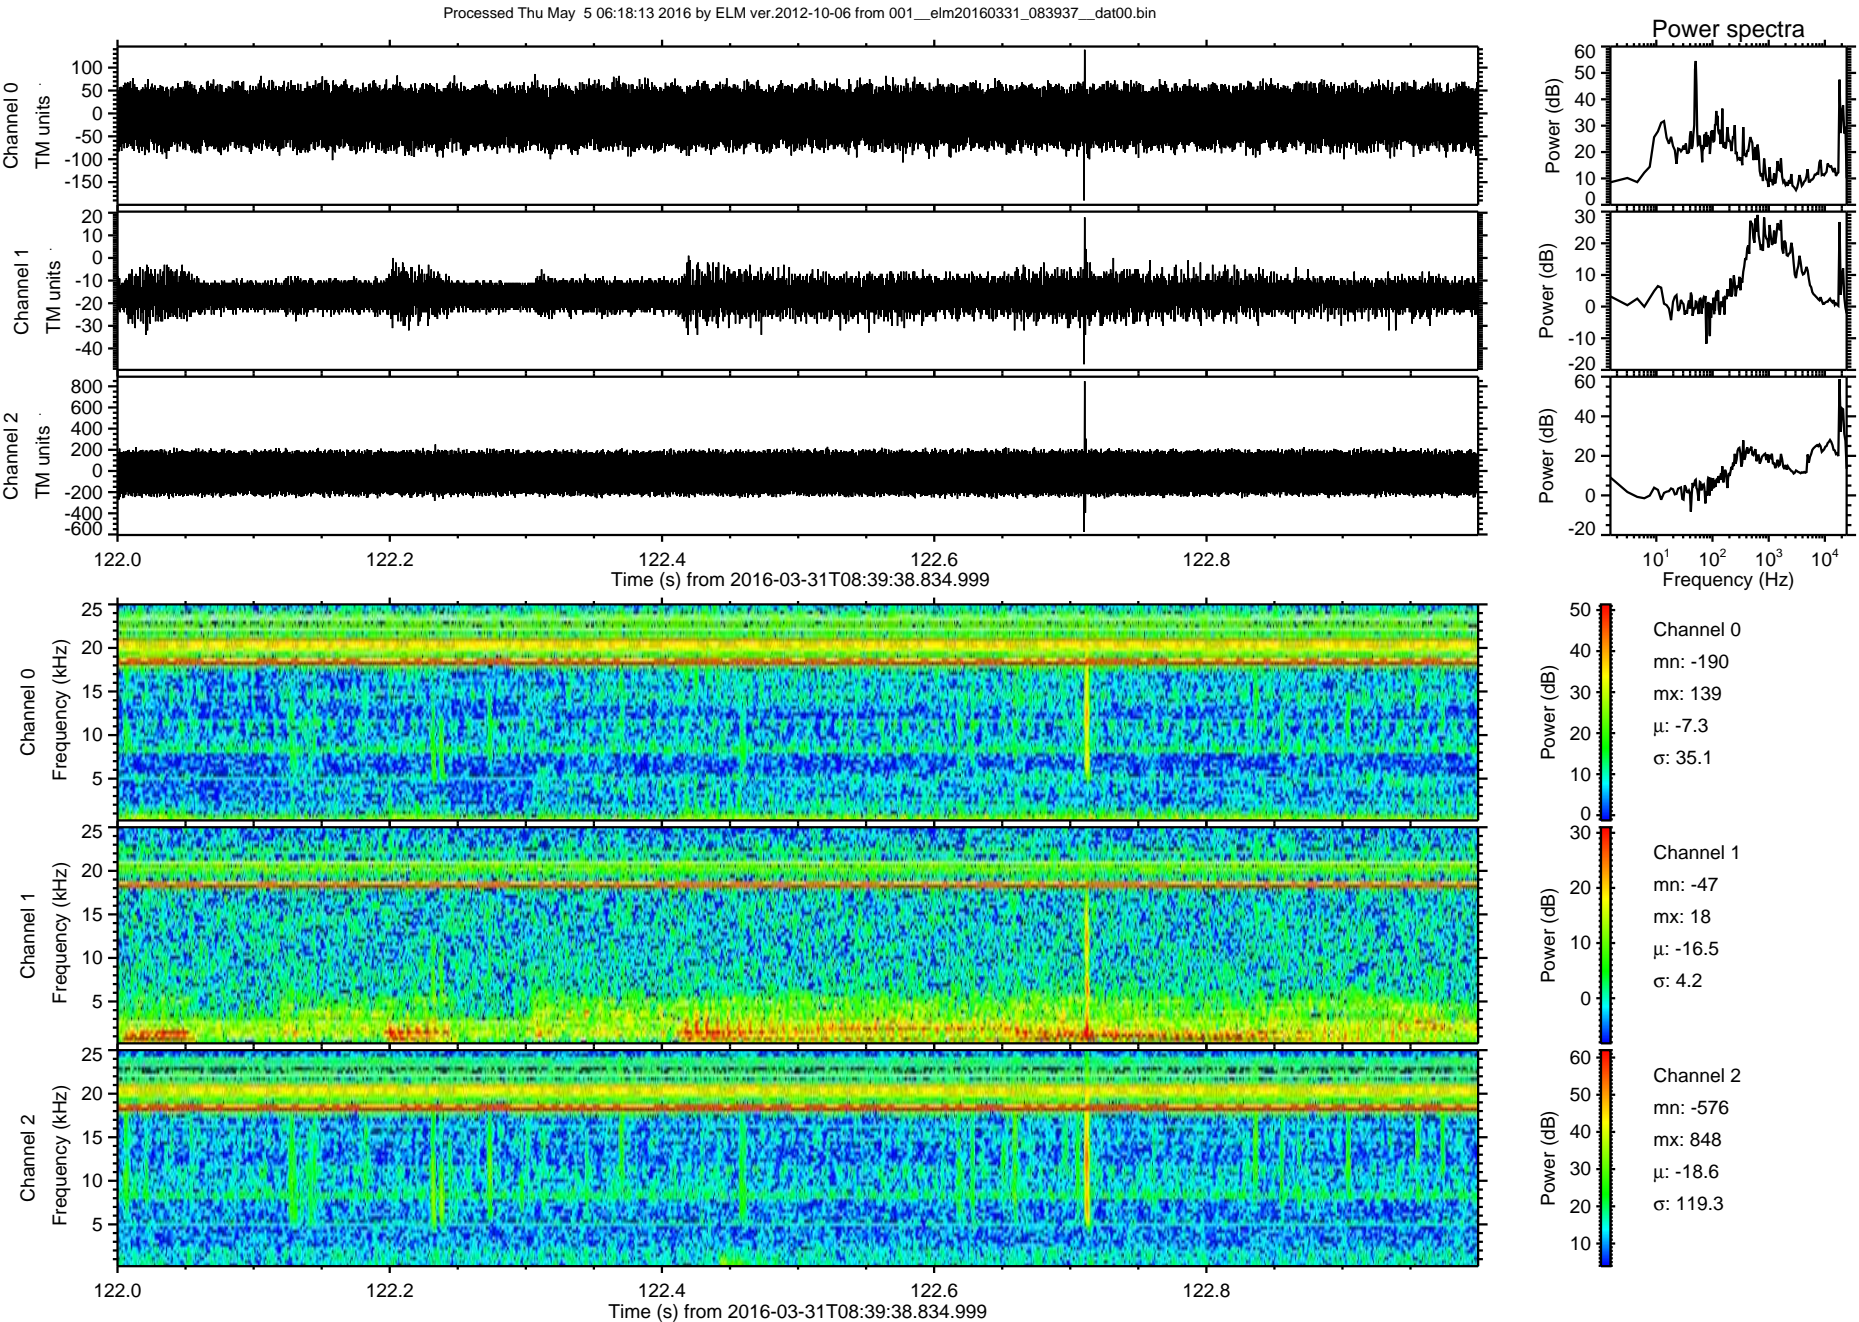 Processed Thu May  5 06:18:13 2016 by ELM ver.2012-10-06 from 001__elm20160331_083937__dat00.bin
Power spectra
Channel 0
TM units
100
50
0
-50
-100
-150
Power (dB)
60
50
40
30
20
10
0
Channel 1
TM units
20
10
0
-10
-20
-30
-40
Power (dB)
30
20
10
0
-10
-20
Channel 2
TM units
800
600
400
200
0
-200
-400
-600
Power (dB)
60
40
20
0
-20
122.0 122.2 122.4 122.6 122.8
Time (s) from 2016-03-31T08:39:38.834.999
10¹ 10² 10³ 10⁴
Frequency (Hz)
Channel 0
Frequency (kHz)
25
20
15
10
5
Power (dB)
50
40
30
20
10
0
Channel 0
mn: -190
mx: 139
µ: -7.3
σ: 35.1
Channel 1
Frequency (kHz)
25
20
15
10
5
Power (dB)
30
20
10
0
Channel 1
mn: -47
mx: 18
µ: -16.5
σ: 4.2
Channel 2
Frequency (kHz)
25
20
15
10
5
Power (dB)
60
50
40
30
20
10
Channel 2
mn: -576
mx: 848
µ: -18.6
σ: 119.3
122.0 122.2 122.4 122.6 122.8
Time (s) from 2016-03-31T08:39:38.834.999